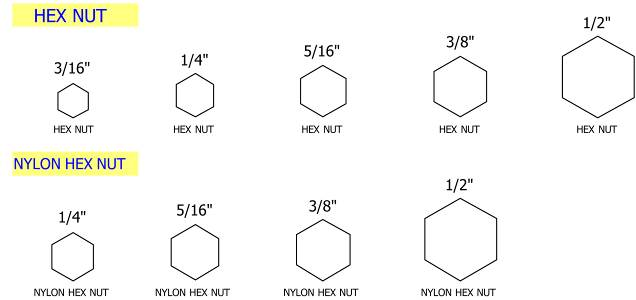 HEX NUT
3/16" 1/4" 5/16" 3/8" 1/2"
HEX NUT HEX NUT HEX NUT HEX NUT HEX NUT
NYLON HEX NUT
1/4" 5/16" 3/8" 1/2"
NYLON HEX NUT NYLON HEX NUT NYLON HEX NUT NYLON HEX NUT